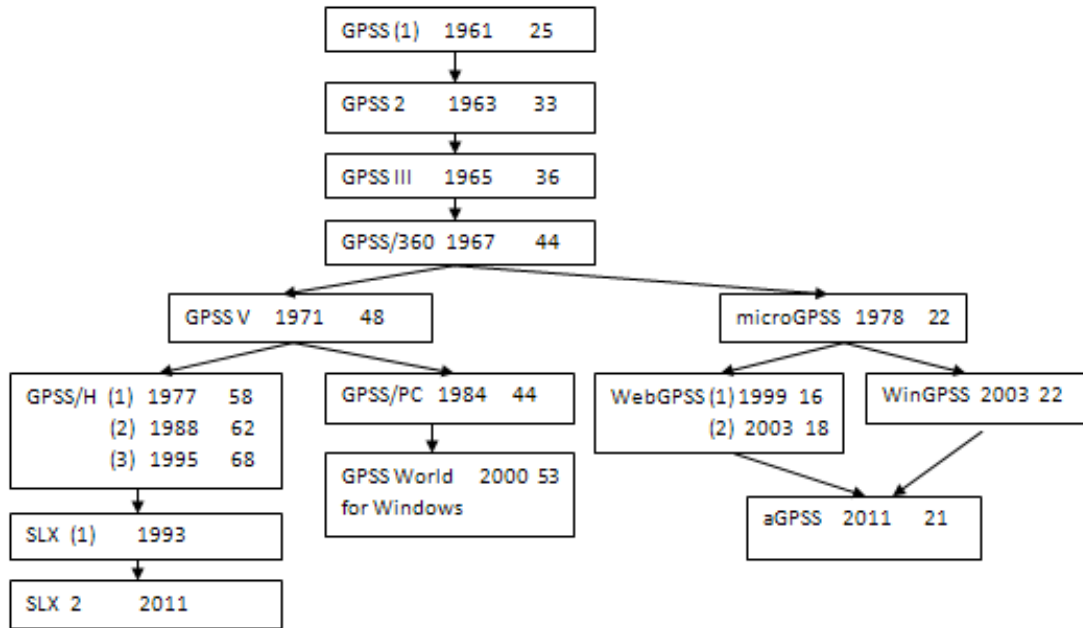 GPSS (1) 1961 25
GPSS 2 1963 33
GPSS III 1965 36
GPSS/360 1967 44
GPSS V 1971 48
microGPSS 1978 22
GPSS/H (1) 1977 58
(2) 1988 62
(3) 1995 68
GPSS/PC 1984 44
WebGPSS (1) 1999 16
(2) 2003 18
WinGPSS 2003 22
GPSS World 2000 53
for Windows
aGPSS 2011 21
SLX (1) 1993
SLX 2 2011